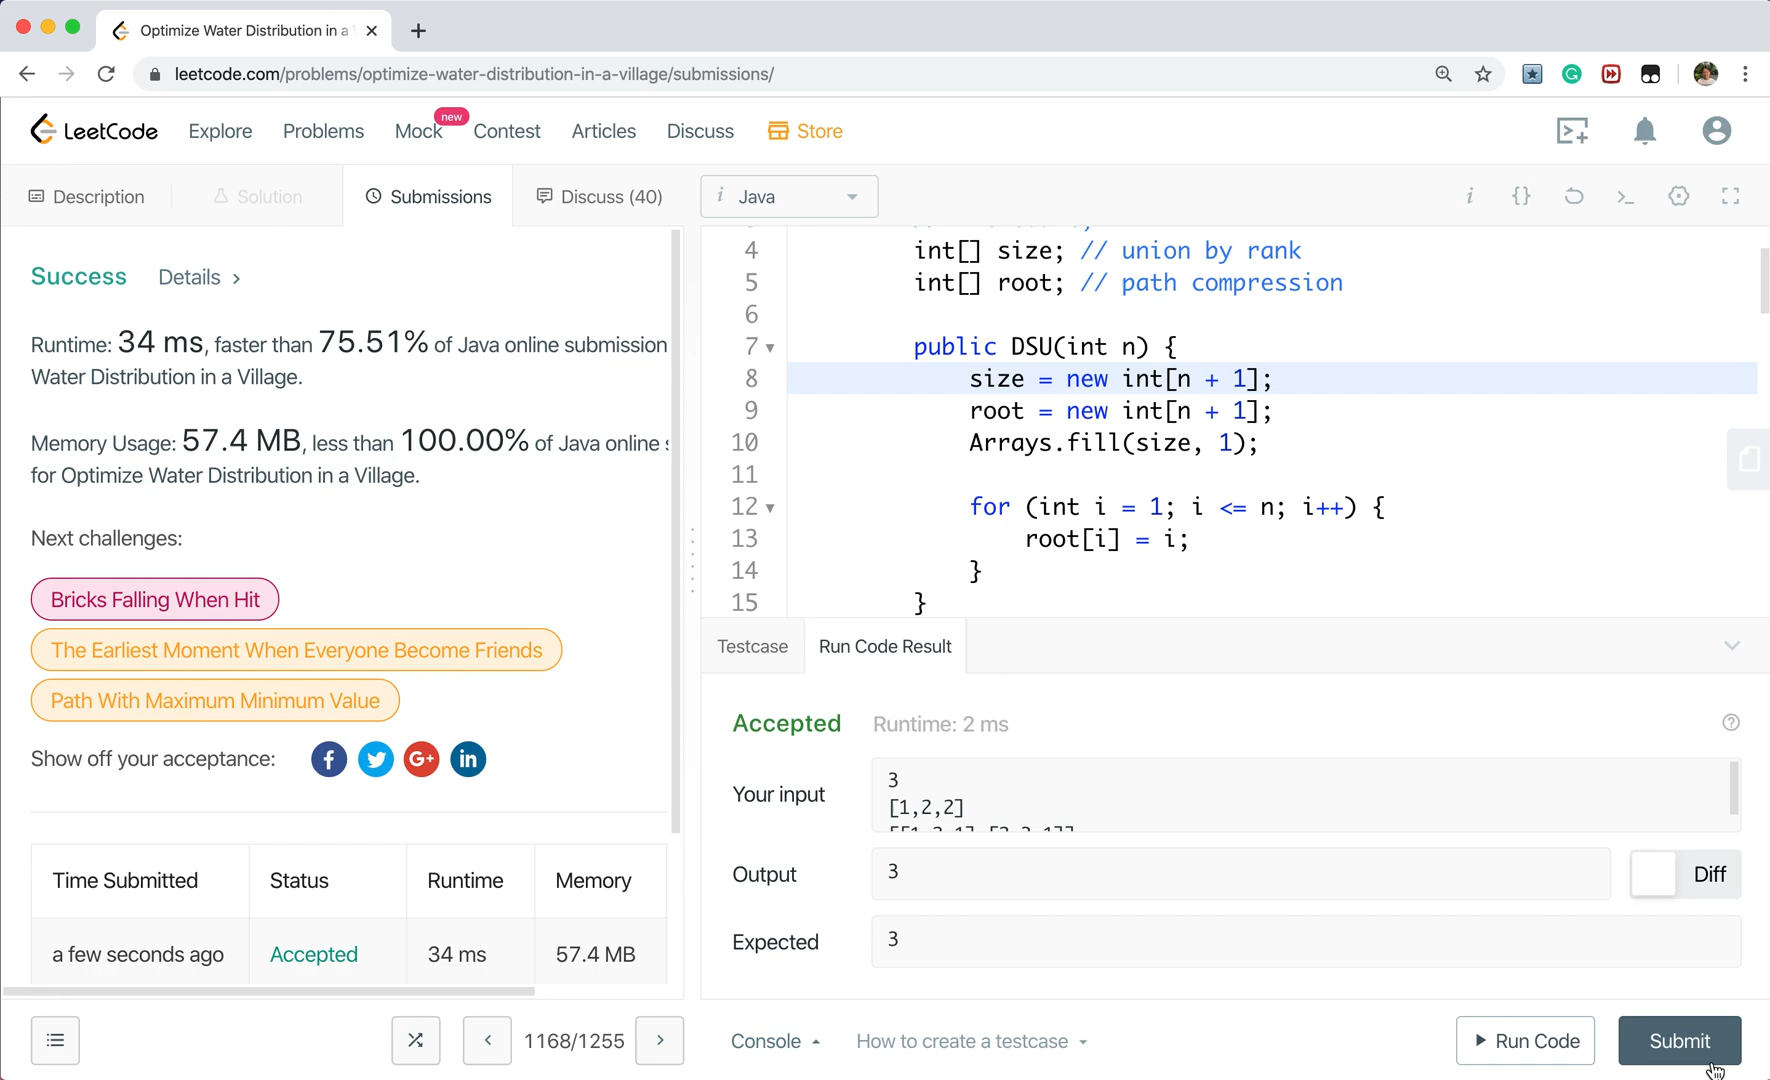 Optimize Water Distribution in a
leetcode.com/problems/optimize-water-distribution-in-a-village/submissions/
LeetCode Explore Problems Mock new Contest Articles Discuss Store
Description Solution Submissions Discuss (40) i Java
Success Details >
Runtime: 34 ms, faster than 75.51% of Java online submission
Water Distribution in a Village.
Memory Usage: 57.4 MB, less than 100.00% of Java online
for Optimize Water Distribution in a Village.
Next challenges:
Bricks Falling When Hit
The Earliest Moment When Everyone Become Friends
Path With Maximum Minimum Value
Show off your acceptance:
Time Submitted Status Runtime Memory
a few seconds ago Accepted 34 ms 57.4 MB
1168/1255
4 int[] size; // union by rank
5 int[] root; // path compression
6
7 public DSU(int n) {
8 size = new int[n + 1];
9 root = new int[n + 1];
10 Arrays.fill(size, 1);
11
12 for (int i = 1; i <= n; i++) {
13 root[i] = i;
14 }
15 }
Testcase Run Code Result
Accepted Runtime: 2 ms
Your input
3
[1,2,2]
Output 3 Diff
Expected 3
Console How to create a testcase Run Code Submit